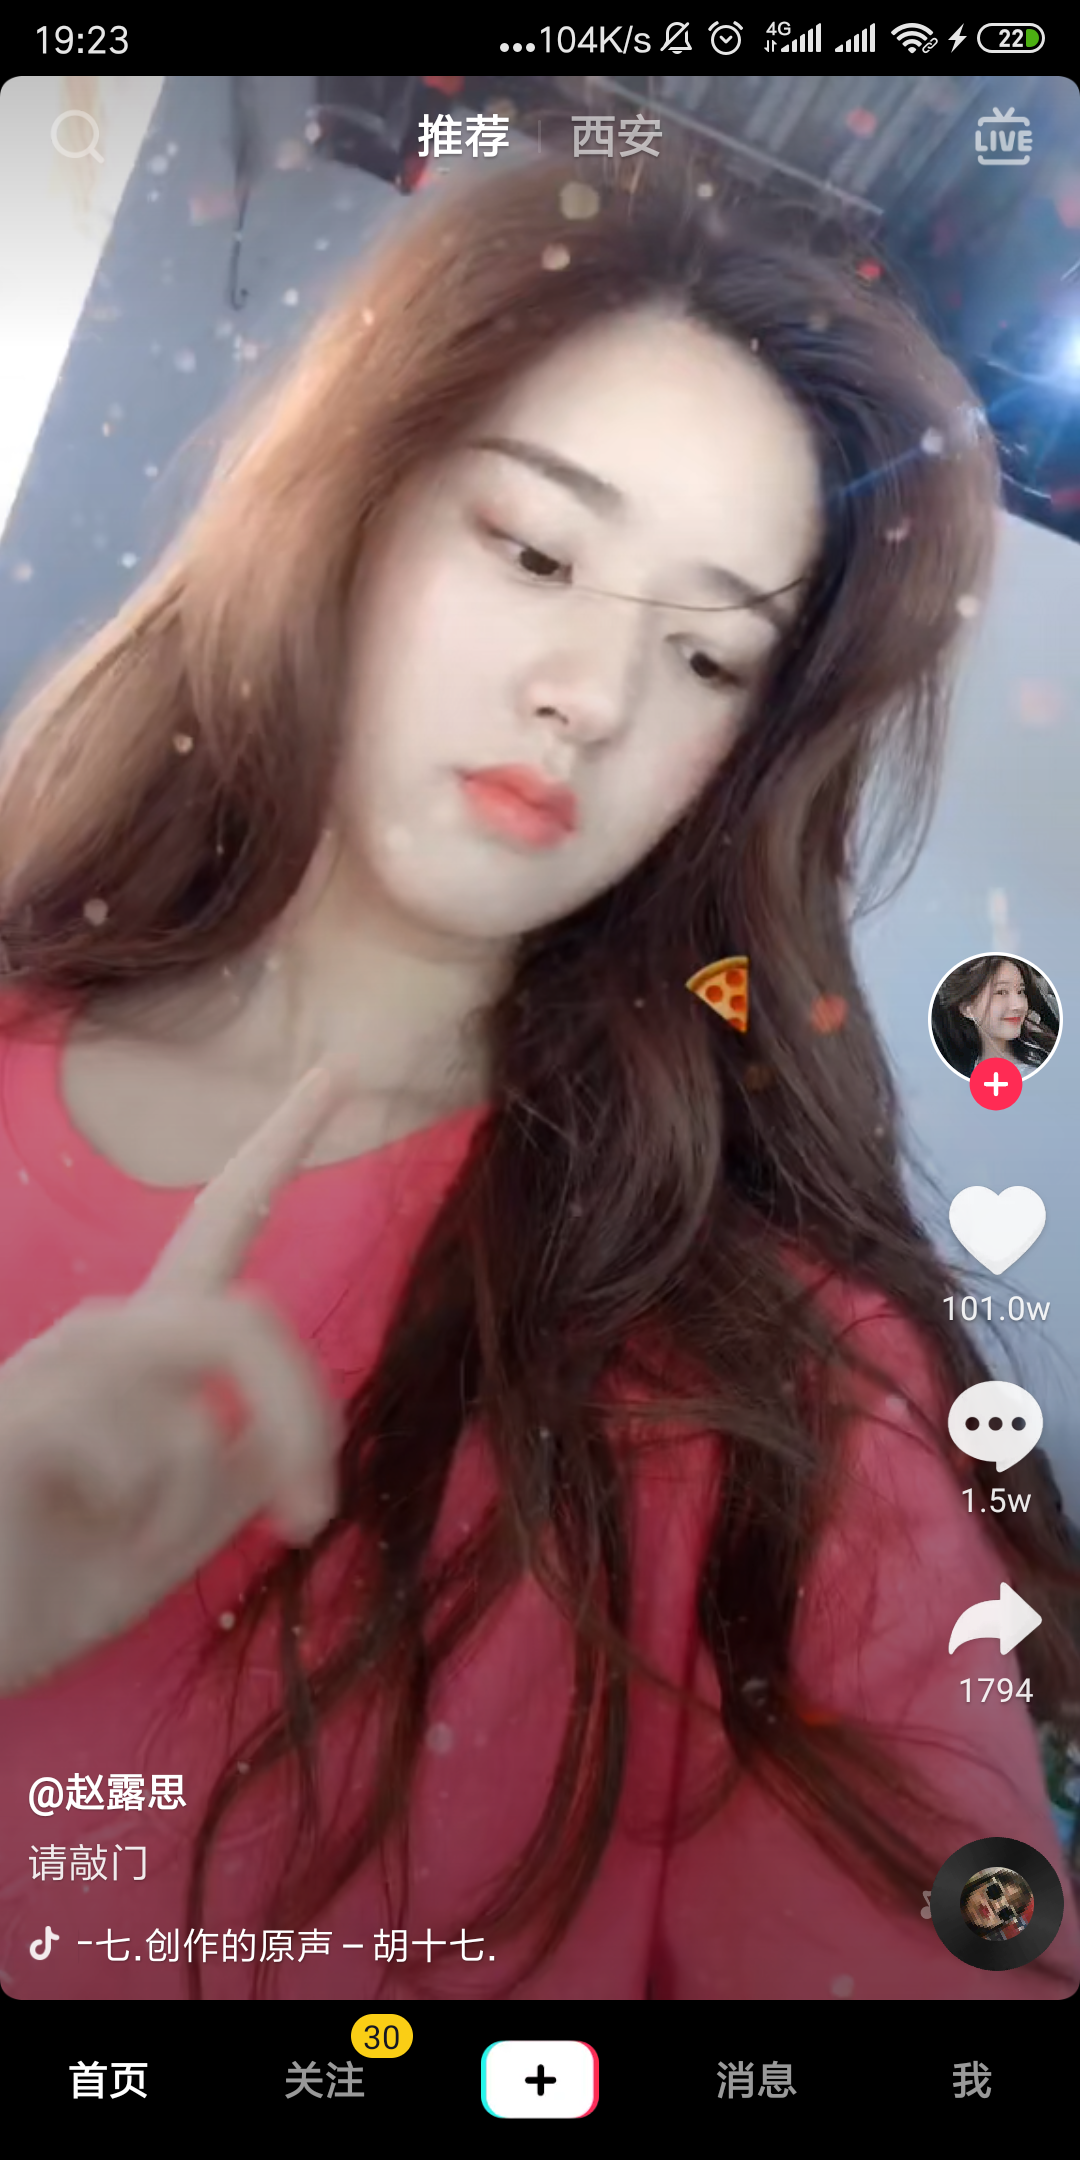 19:23
...104K/s 4G 22
推荐 西安 LIVE
101.0w
1.5w
1794
@赵露思
请敲门
-七.创作的原声 – 胡十七.
30
首页 关注 消息 我